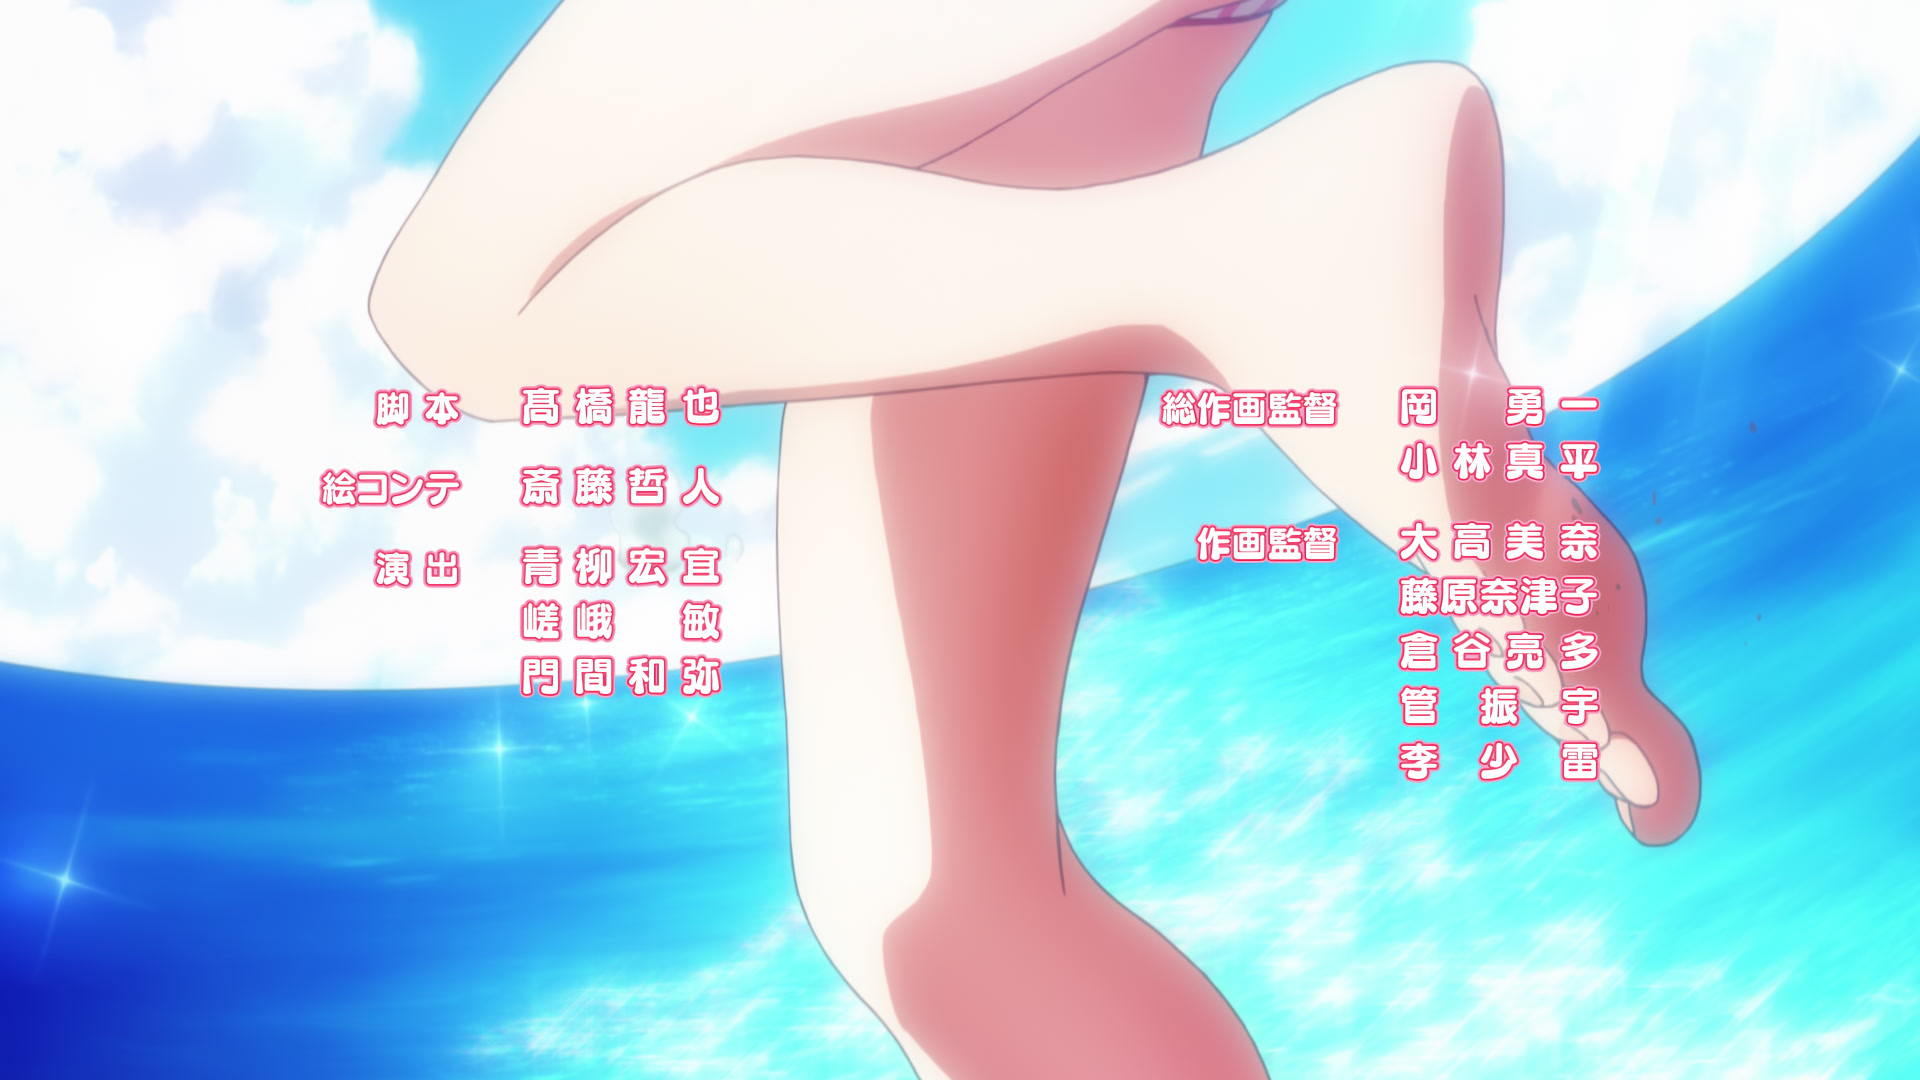 脚本 髙橋龍也
絵コンテ 斎藤哲人
演出 青柳宏宜
嵯峨敏
門間和弥
総作画監督 岡勇一
小林真平
作画監督 大高美奈
藤原奈津子
倉谷亮多
管振宇
李少雷